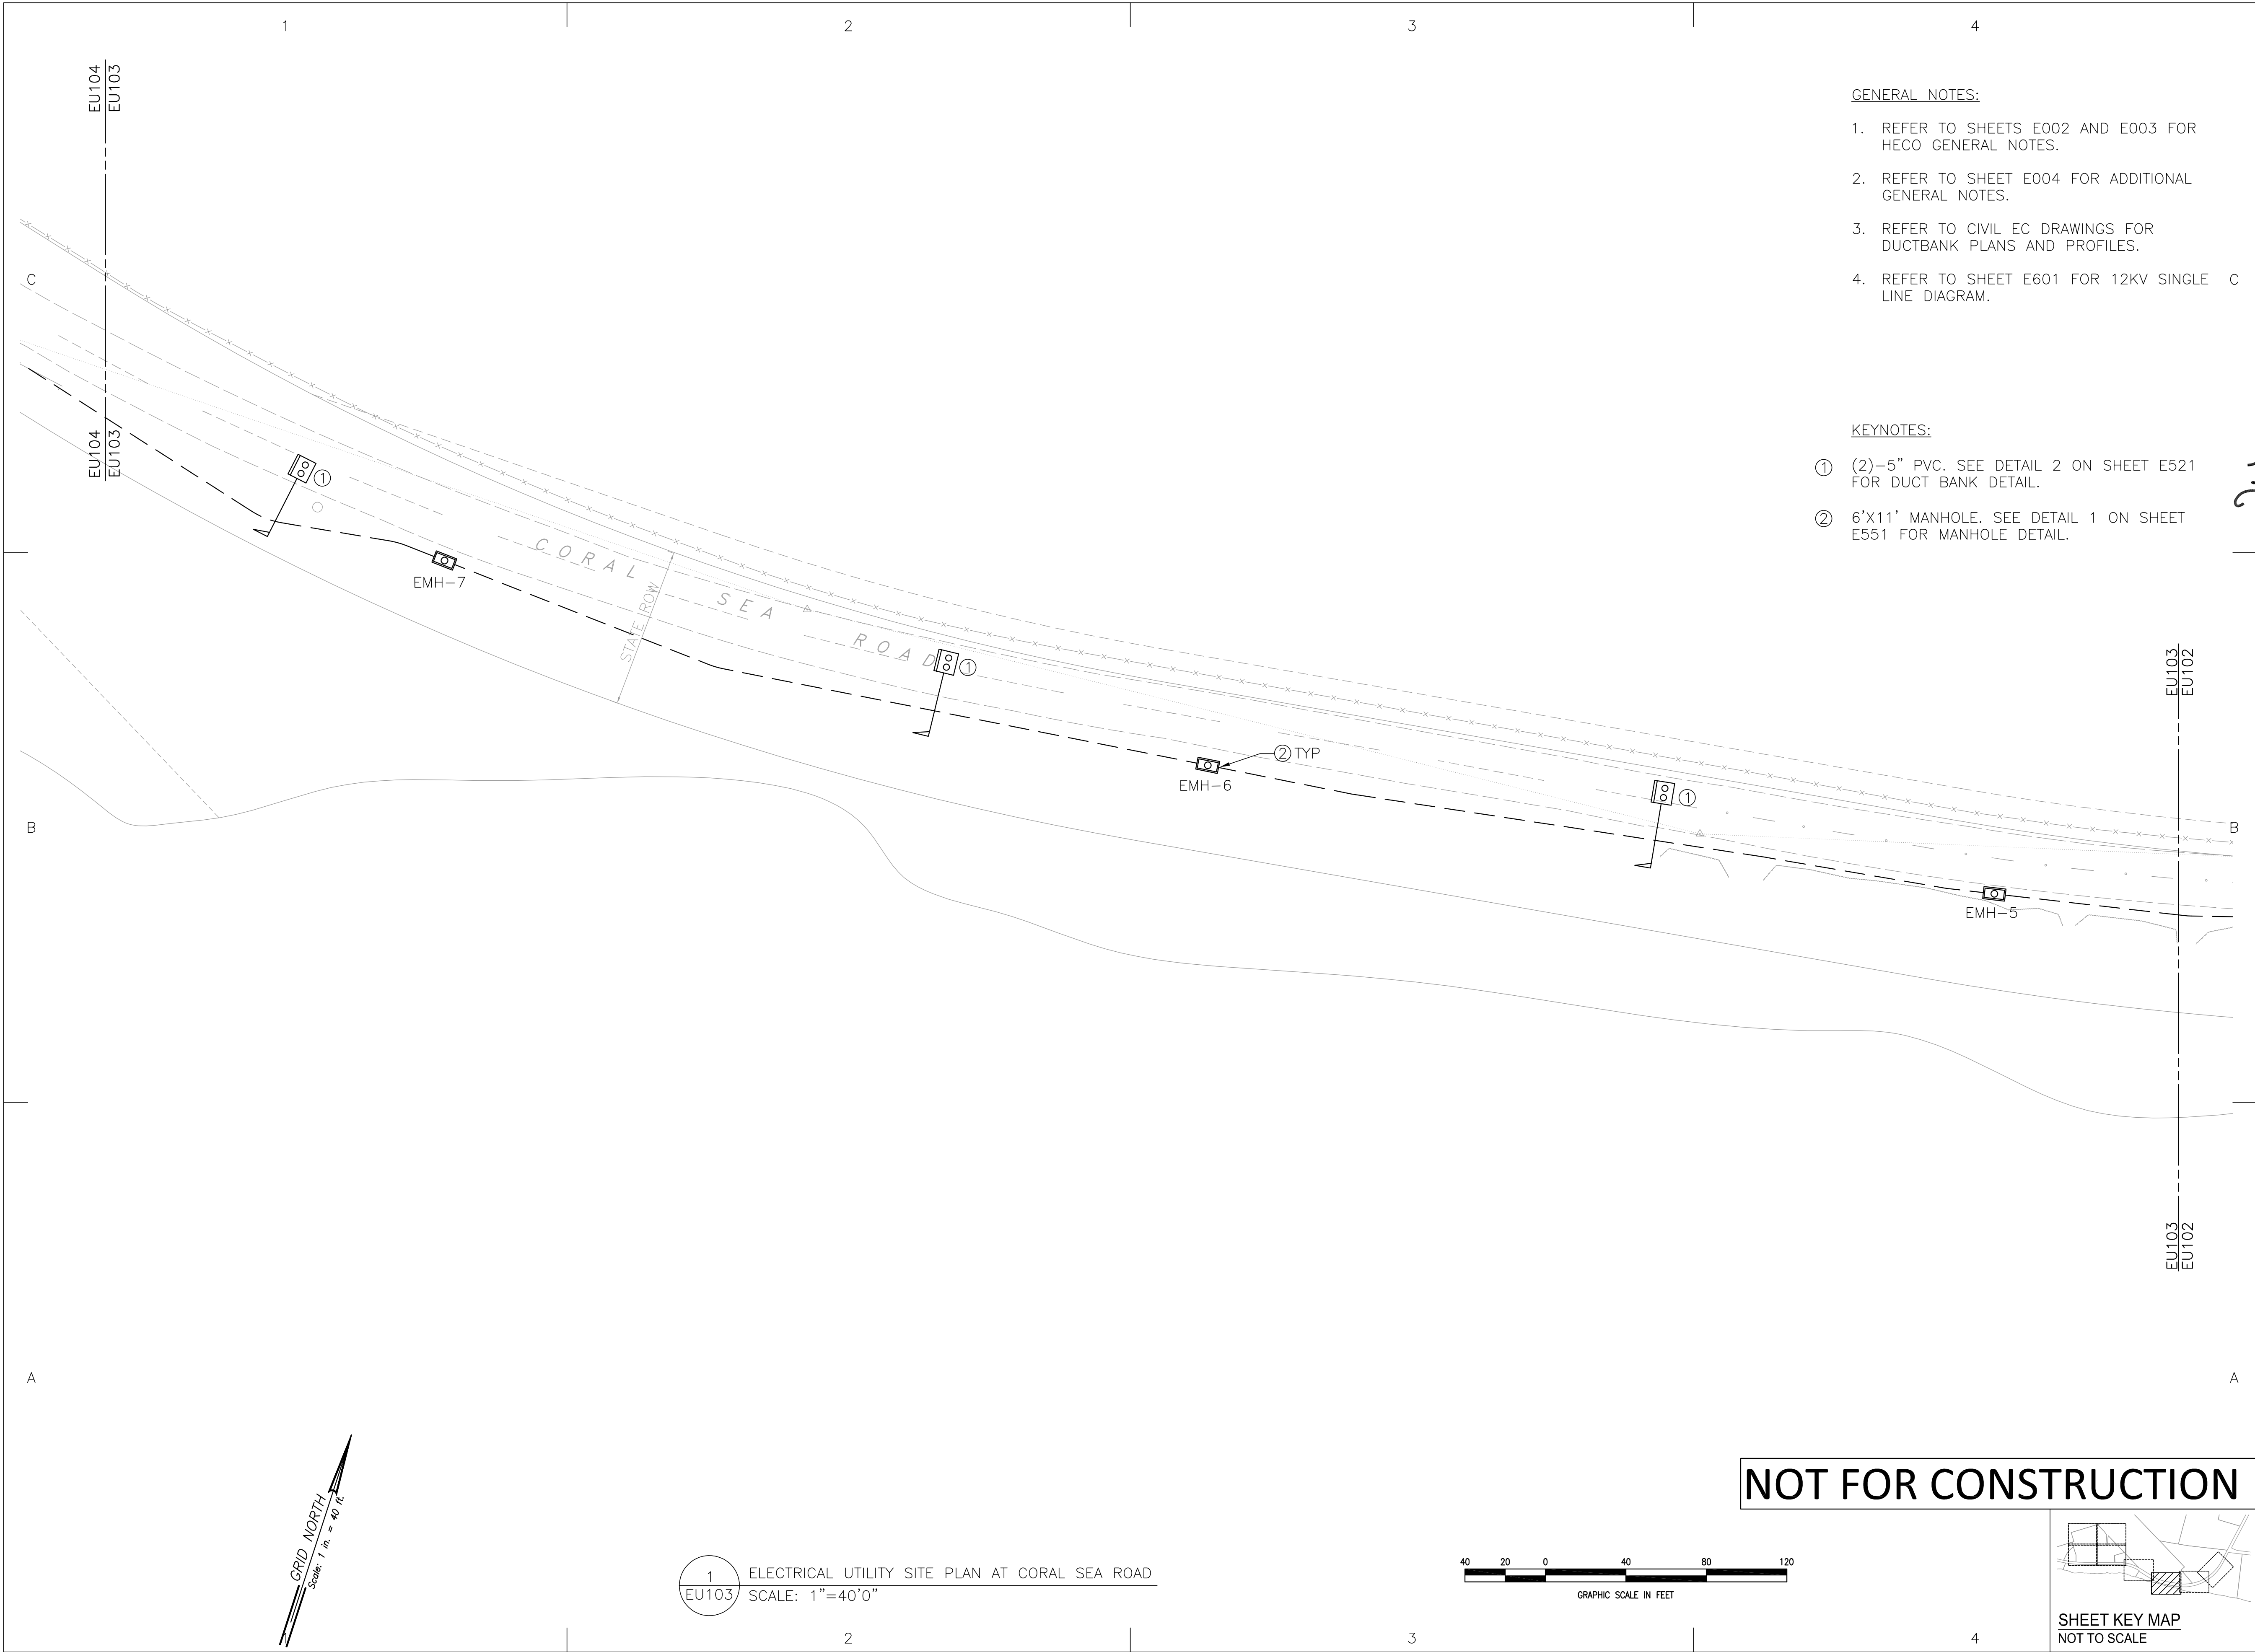 1
2
3
4
EU104
EU103
GENERAL NOTES:
1. REFER TO SHEETS E002 AND E003 FOR
HECO GENERAL NOTES.
2. REFER TO SHEET E004 FOR ADDITIONAL
GENERAL NOTES.
3. REFER TO CIVIL EC DRAWINGS FOR
DUCTBANK PLANS AND PROFILES.
4. REFER TO SHEET E601 FOR 12KV SINGLE
LINE DIAGRAM.
C
C
KEYNOTES:
① (2)-5" PVC. SEE DETAIL 2 ON SHEET E521
FOR DUCT BANK DETAIL.
② 6'X11' MANHOLE. SEE DETAIL 1 ON SHEET
E551 FOR MANHOLE DETAIL.
EU104
EU103
①
EMH-7
CORAL SEA ROAD
STATE ROW
①
EU103
EU102
② TYP
EMH-6
①
B
B
EMH-5
EU103
EU102
A
A
GRID NORTH
Scale: 1 in. = 40 ft.
1
EU103
ELECTRICAL UTILITY SITE PLAN AT CORAL SEA ROAD
SCALE: 1"=40'0"
40 20 0 40 80 120
GRAPHIC SCALE IN FEET
NOT FOR CONSTRUCTION
SHEET KEY MAP
NOT TO SCALE
1
2
3
4